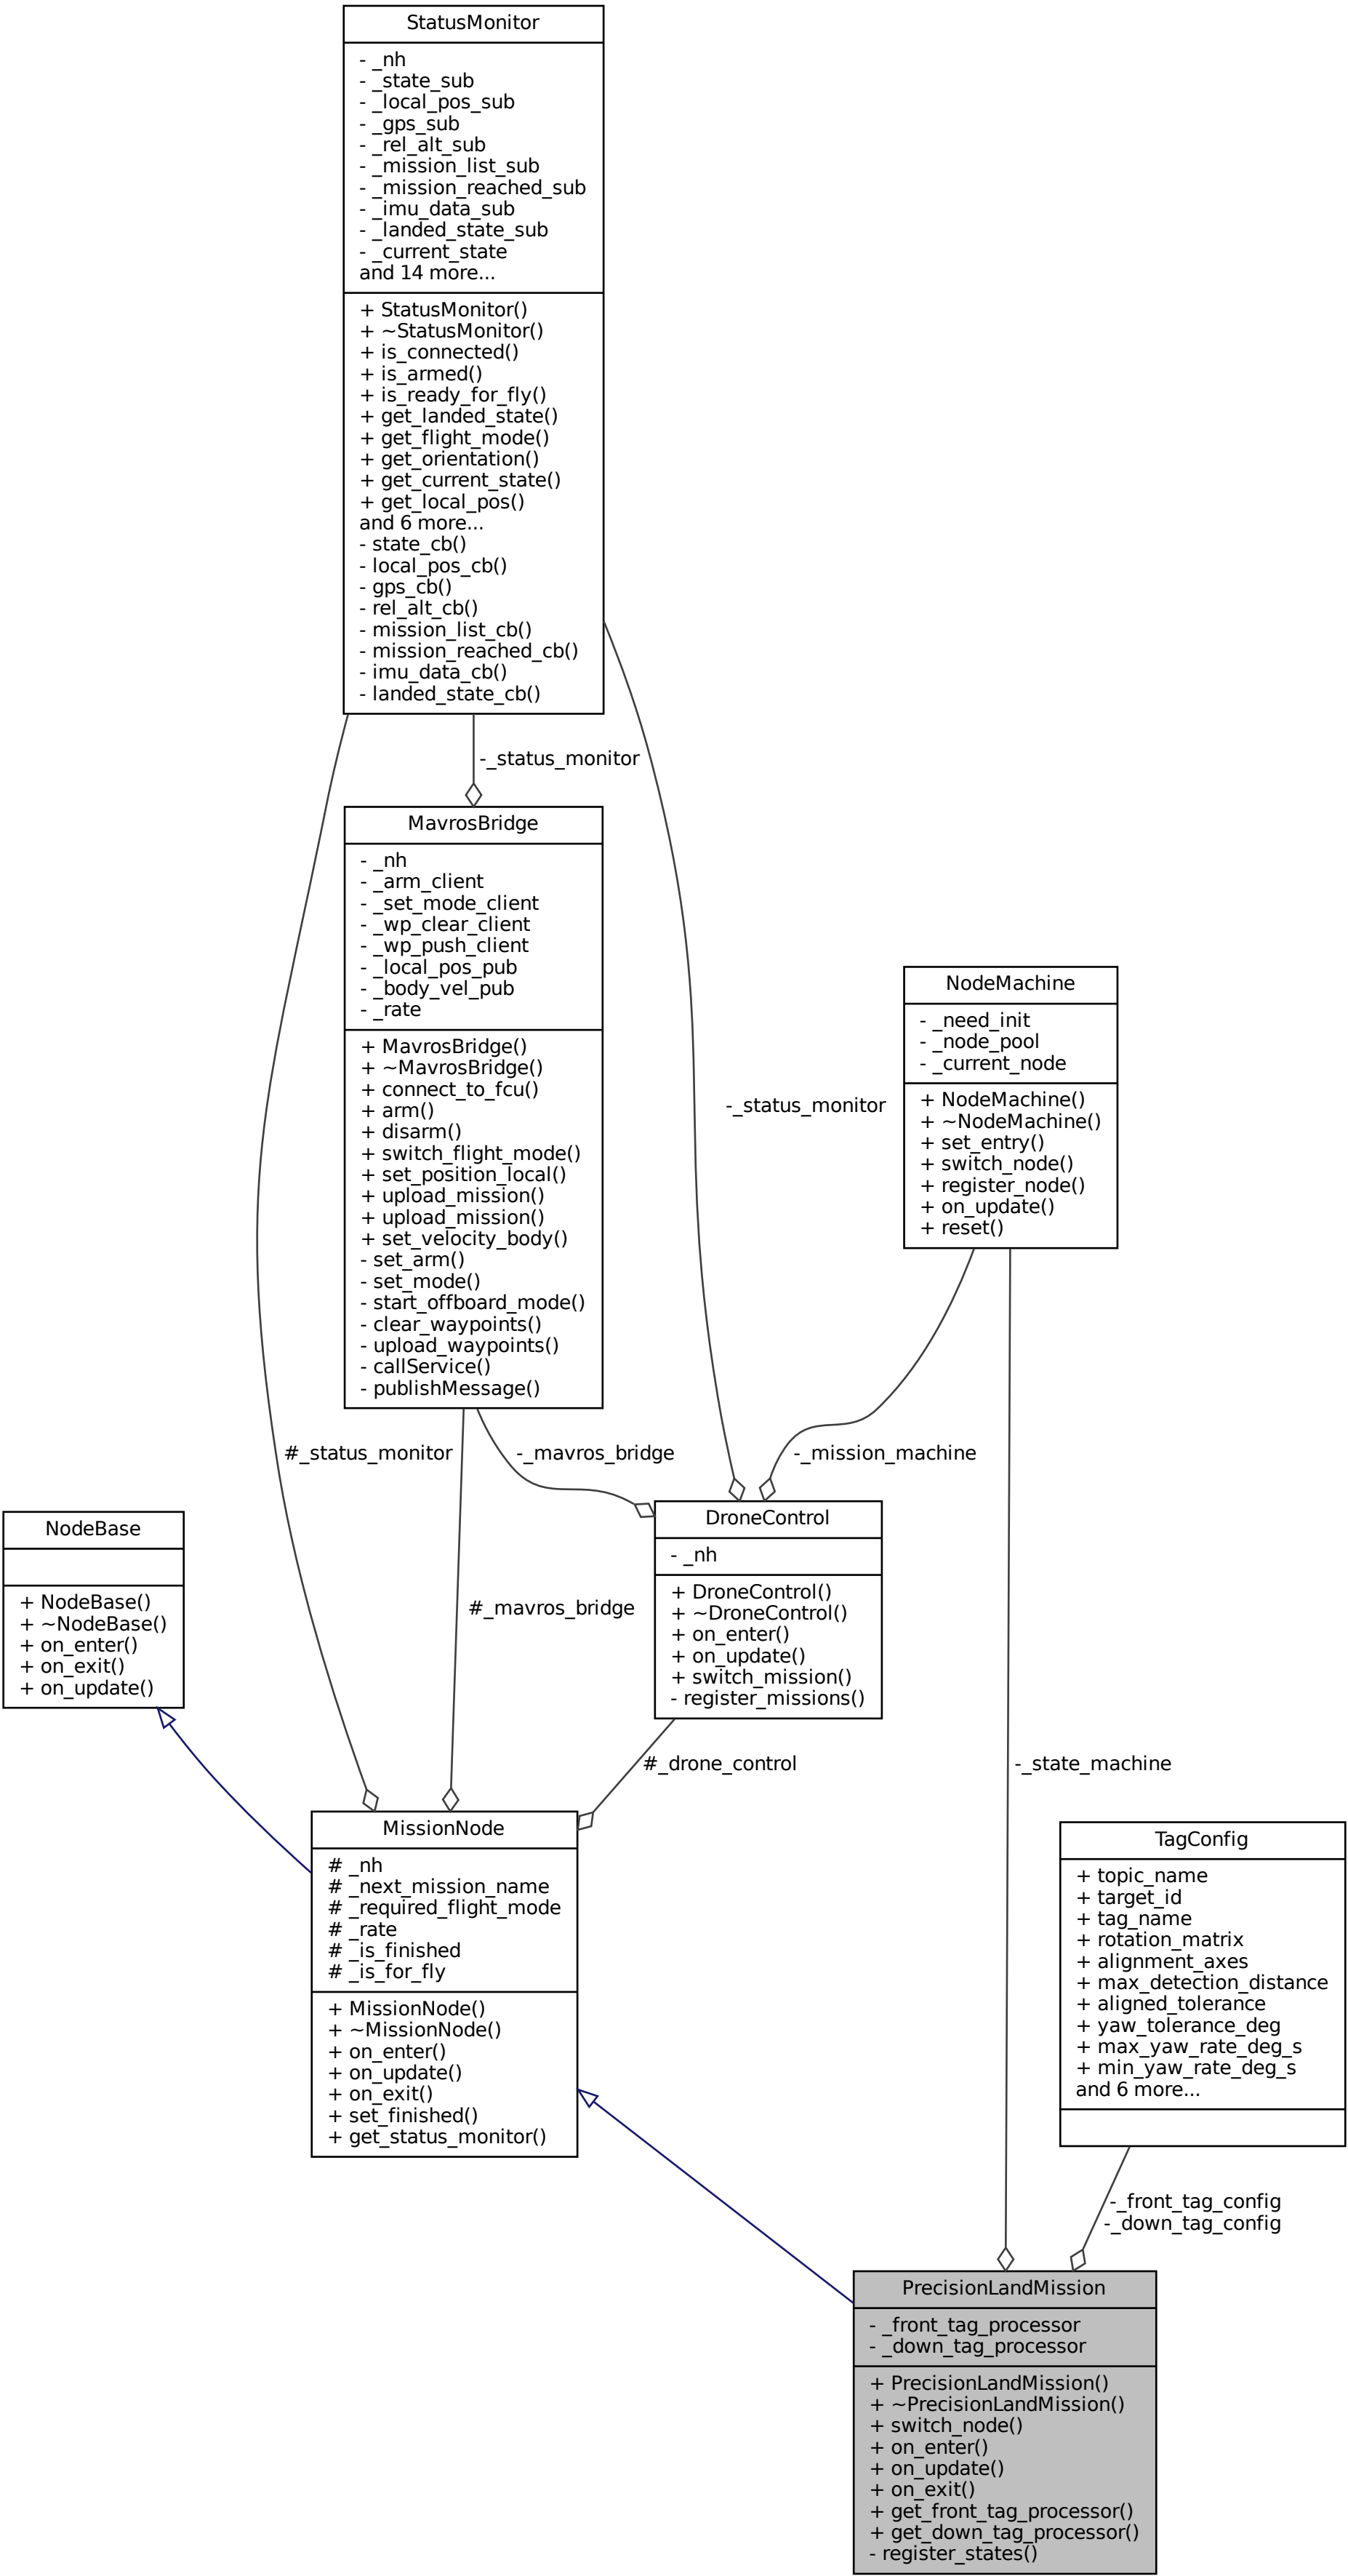 StatusMonitor
- _nh
- _state_sub
- _local_pos_sub
- _gps_sub
- _rel_alt_sub
- _mission_list_sub
- _mission_reached_sub
- _imu_data_sub
- _landed_state_sub
- _current_state
and 14 more...
+ StatusMonitor()
+ ~StatusMonitor()
+ is_connected()
+ is_armed()
+ is_ready_for_fly()
+ get_landed_state()
+ get_flight_mode()
+ get_orientation()
+ get_current_state()
+ get_local_pos()
and 6 more...
- state_cb()
- local_pos_cb()
- gps_cb()
- rel_alt_cb()
- mission_list_cb()
- mission_reached_cb()
- imu_data_cb()
- landed_state_cb()
-_status_monitor
MavrosBridge
- _nh
- _arm_client
- _set_mode_client
- _wp_clear_client
- _wp_push_client
- _local_pos_pub
- _body_vel_pub
- _rate
+ MavrosBridge()
+ ~MavrosBridge()
+ connect_to_fcu()
+ arm()
+ disarm()
+ switch_flight_mode()
+ set_position_local()
+ upload_mission()
+ upload_mission()
+ set_velocity_body()
- set_arm()
- set_mode()
- start_offboard_mode()
- clear_waypoints()
- upload_waypoints()
- callService()
- publishMessage()
-_status_monitor
NodeMachine
- _need_init
- _node_pool
- _current_node
+ NodeMachine()
+ ~NodeMachine()
+ set_entry()
+ switch_node()
+ register_node()
+ on_update()
+ reset()
#_status_monitor
-_mavros_bridge
-_mission_machine
NodeBase
+ NodeBase()
+ ~NodeBase()
+ on_enter()
+ on_exit()
+ on_update()
#_mavros_bridge
DroneControl
- _nh
+ DroneControl()
+ ~DroneControl()
+ on_enter()
+ on_update()
+ switch_mission()
- register_missions()
#_drone_control
-_state_machine
MissionNode
# _nh
# _next_mission_name
# _required_flight_mode
# _rate
# _is_finished
# _is_for_fly
+ MissionNode()
+ ~MissionNode()
+ on_enter()
+ on_update()
+ on_exit()
+ set_finished()
+ get_status_monitor()
TagConfig
+ topic_name
+ target_id
+ tag_name
+ rotation_matrix
+ alignment_axes
+ max_detection_distance
+ aligned_tolerance
+ yaw_tolerance_deg
+ max_yaw_rate_deg_s
+ min_yaw_rate_deg_s
and 6 more...
-_front_tag_config
-_down_tag_config
PrecisionLandMission
- _front_tag_processor
- _down_tag_processor
+ PrecisionLandMission()
+ ~PrecisionLandMission()
+ switch_node()
+ on_enter()
+ on_update()
+ on_exit()
+ get_front_tag_processor()
+ get_down_tag_processor()
- register_states()